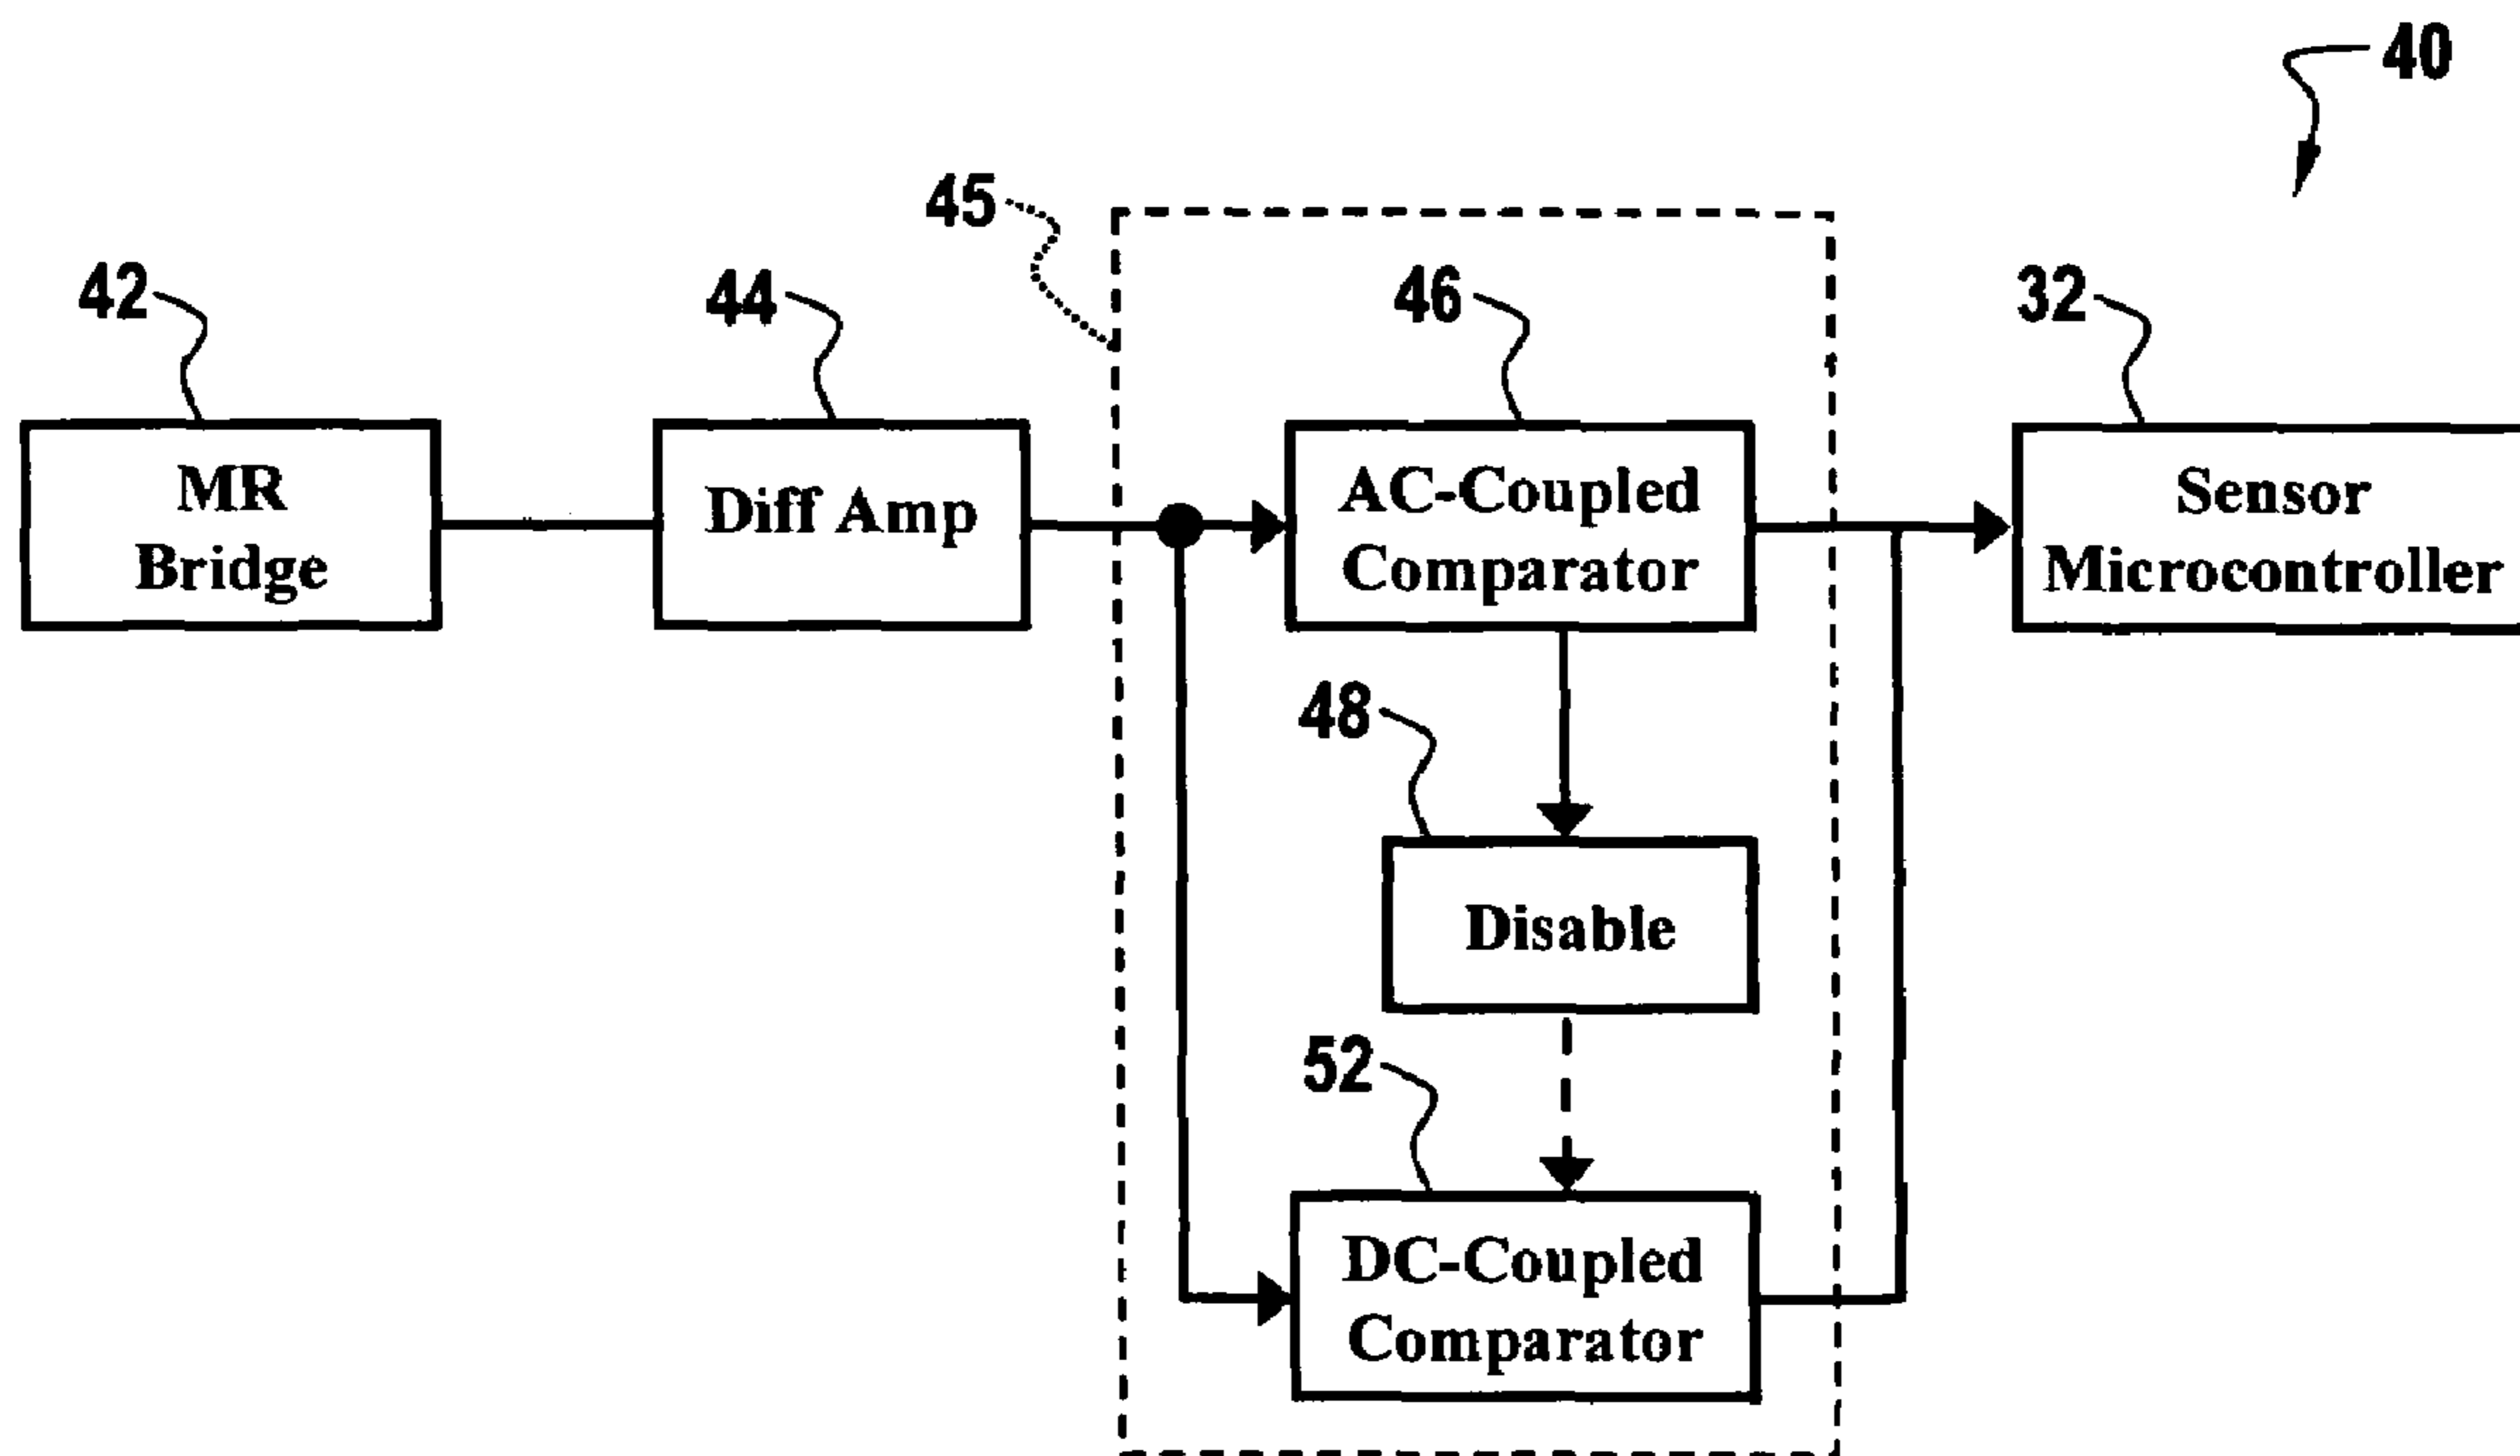 40
45
42
44
46
32
MR
Bridge
Diff Amp
AC-Coupled
Comparator
Sensor
Microcontroller
48
Disable
52
DC-Coupled
Comparator